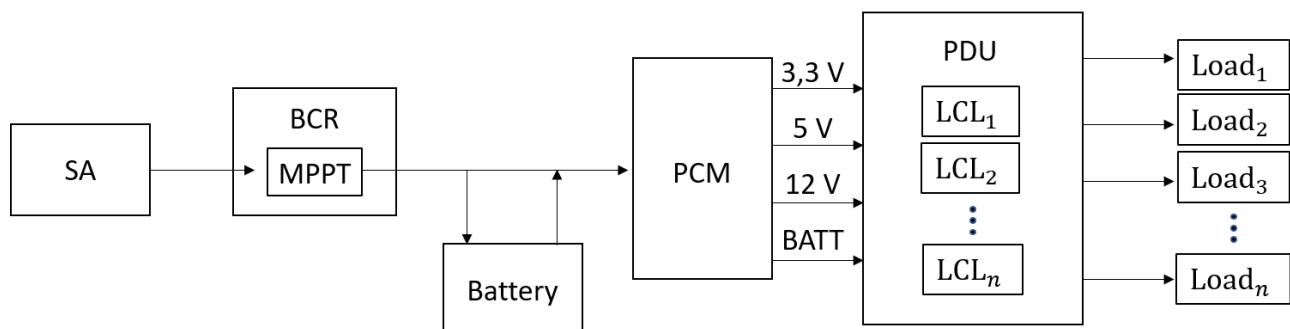 SA
BCR
MPPT
Battery
PCM
3,3 V
5 V
12 V
BATT
PDU
LCL₁
LCL₂
LCLₙ
Load₁
Load₂
Load₃
Loadₙ